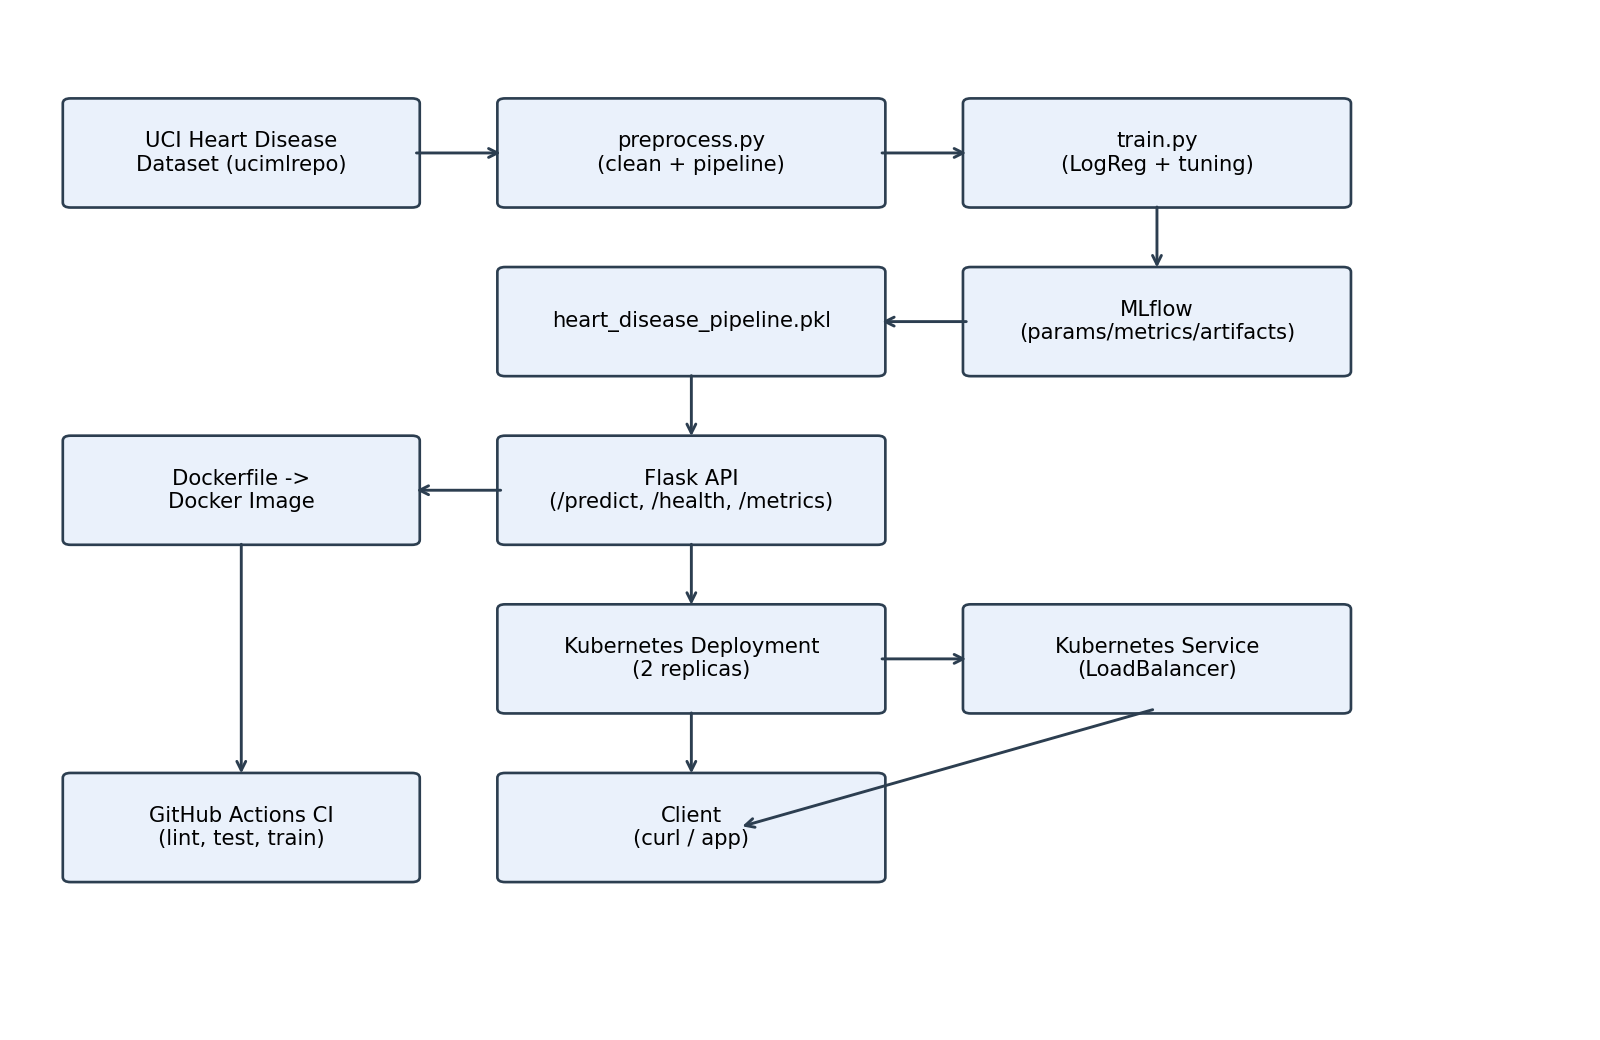 UCI Heart Disease
Dataset (ucimlrepo)
preprocess.py
(clean + pipeline)
train.py
(LogReg + tuning)
heart_disease_pipeline.pkl
MLflow
(params/metrics/artifacts)
Dockerfile ->
Docker Image
Flask API
(/predict, /health, /metrics)
Kubernetes Deployment
(2 replicas)
Kubernetes Service
(LoadBalancer)
GitHub Actions CI
(lint, test, train)
Client
(curl / app)